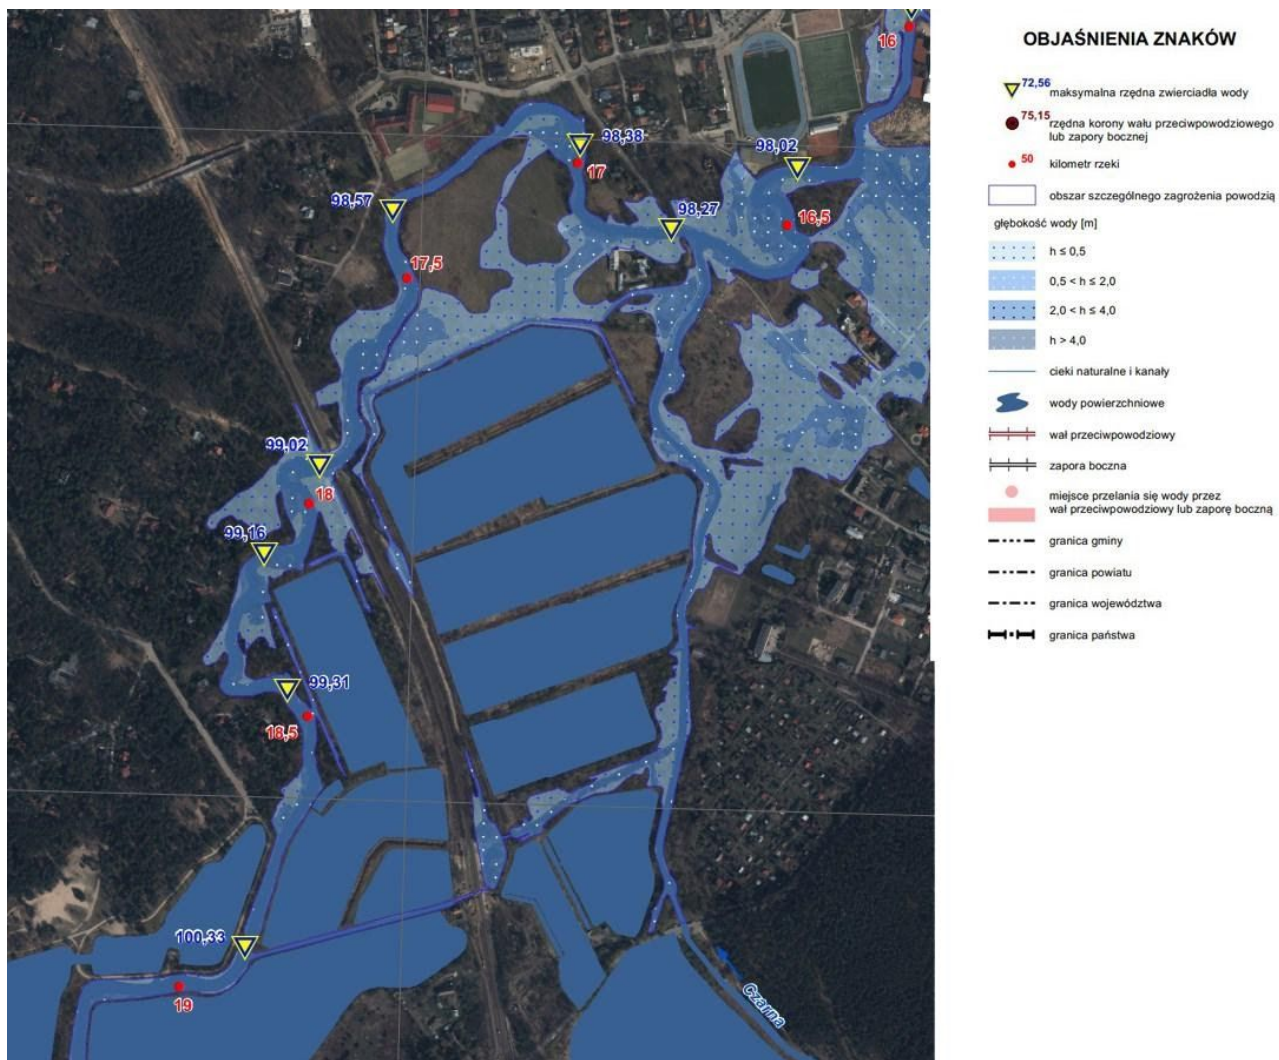 16
98,38
98,02
17
98,57
98,27
16,5
17,5
99,02
18
99,16
99,31
18,5
100,33
19
Czarna
OBJAŚNIENIA ZNAKÓW
72,56
maksymalna rzędna zwierciadła wody
75,15
rzędna korony wału przeciwpowodziowego
lub zapory bocznej
50
kilometr rzeki
obszar szczególnego zagrożenia powodzią
głębokość wody [m]
h ≤ 0,5
0,5 < h ≤ 2,0
2,0 < h ≤ 4,0
h > 4,0
cieki naturalne i kanały
wody powierzchniowe
wał przeciwpowodziowy
zapora boczna
miejsce przelania się wody przez
wał przeciwpowodziowy lub zaporę boczną
granica gminy
granica powiatu
granica województwa
granica państwa